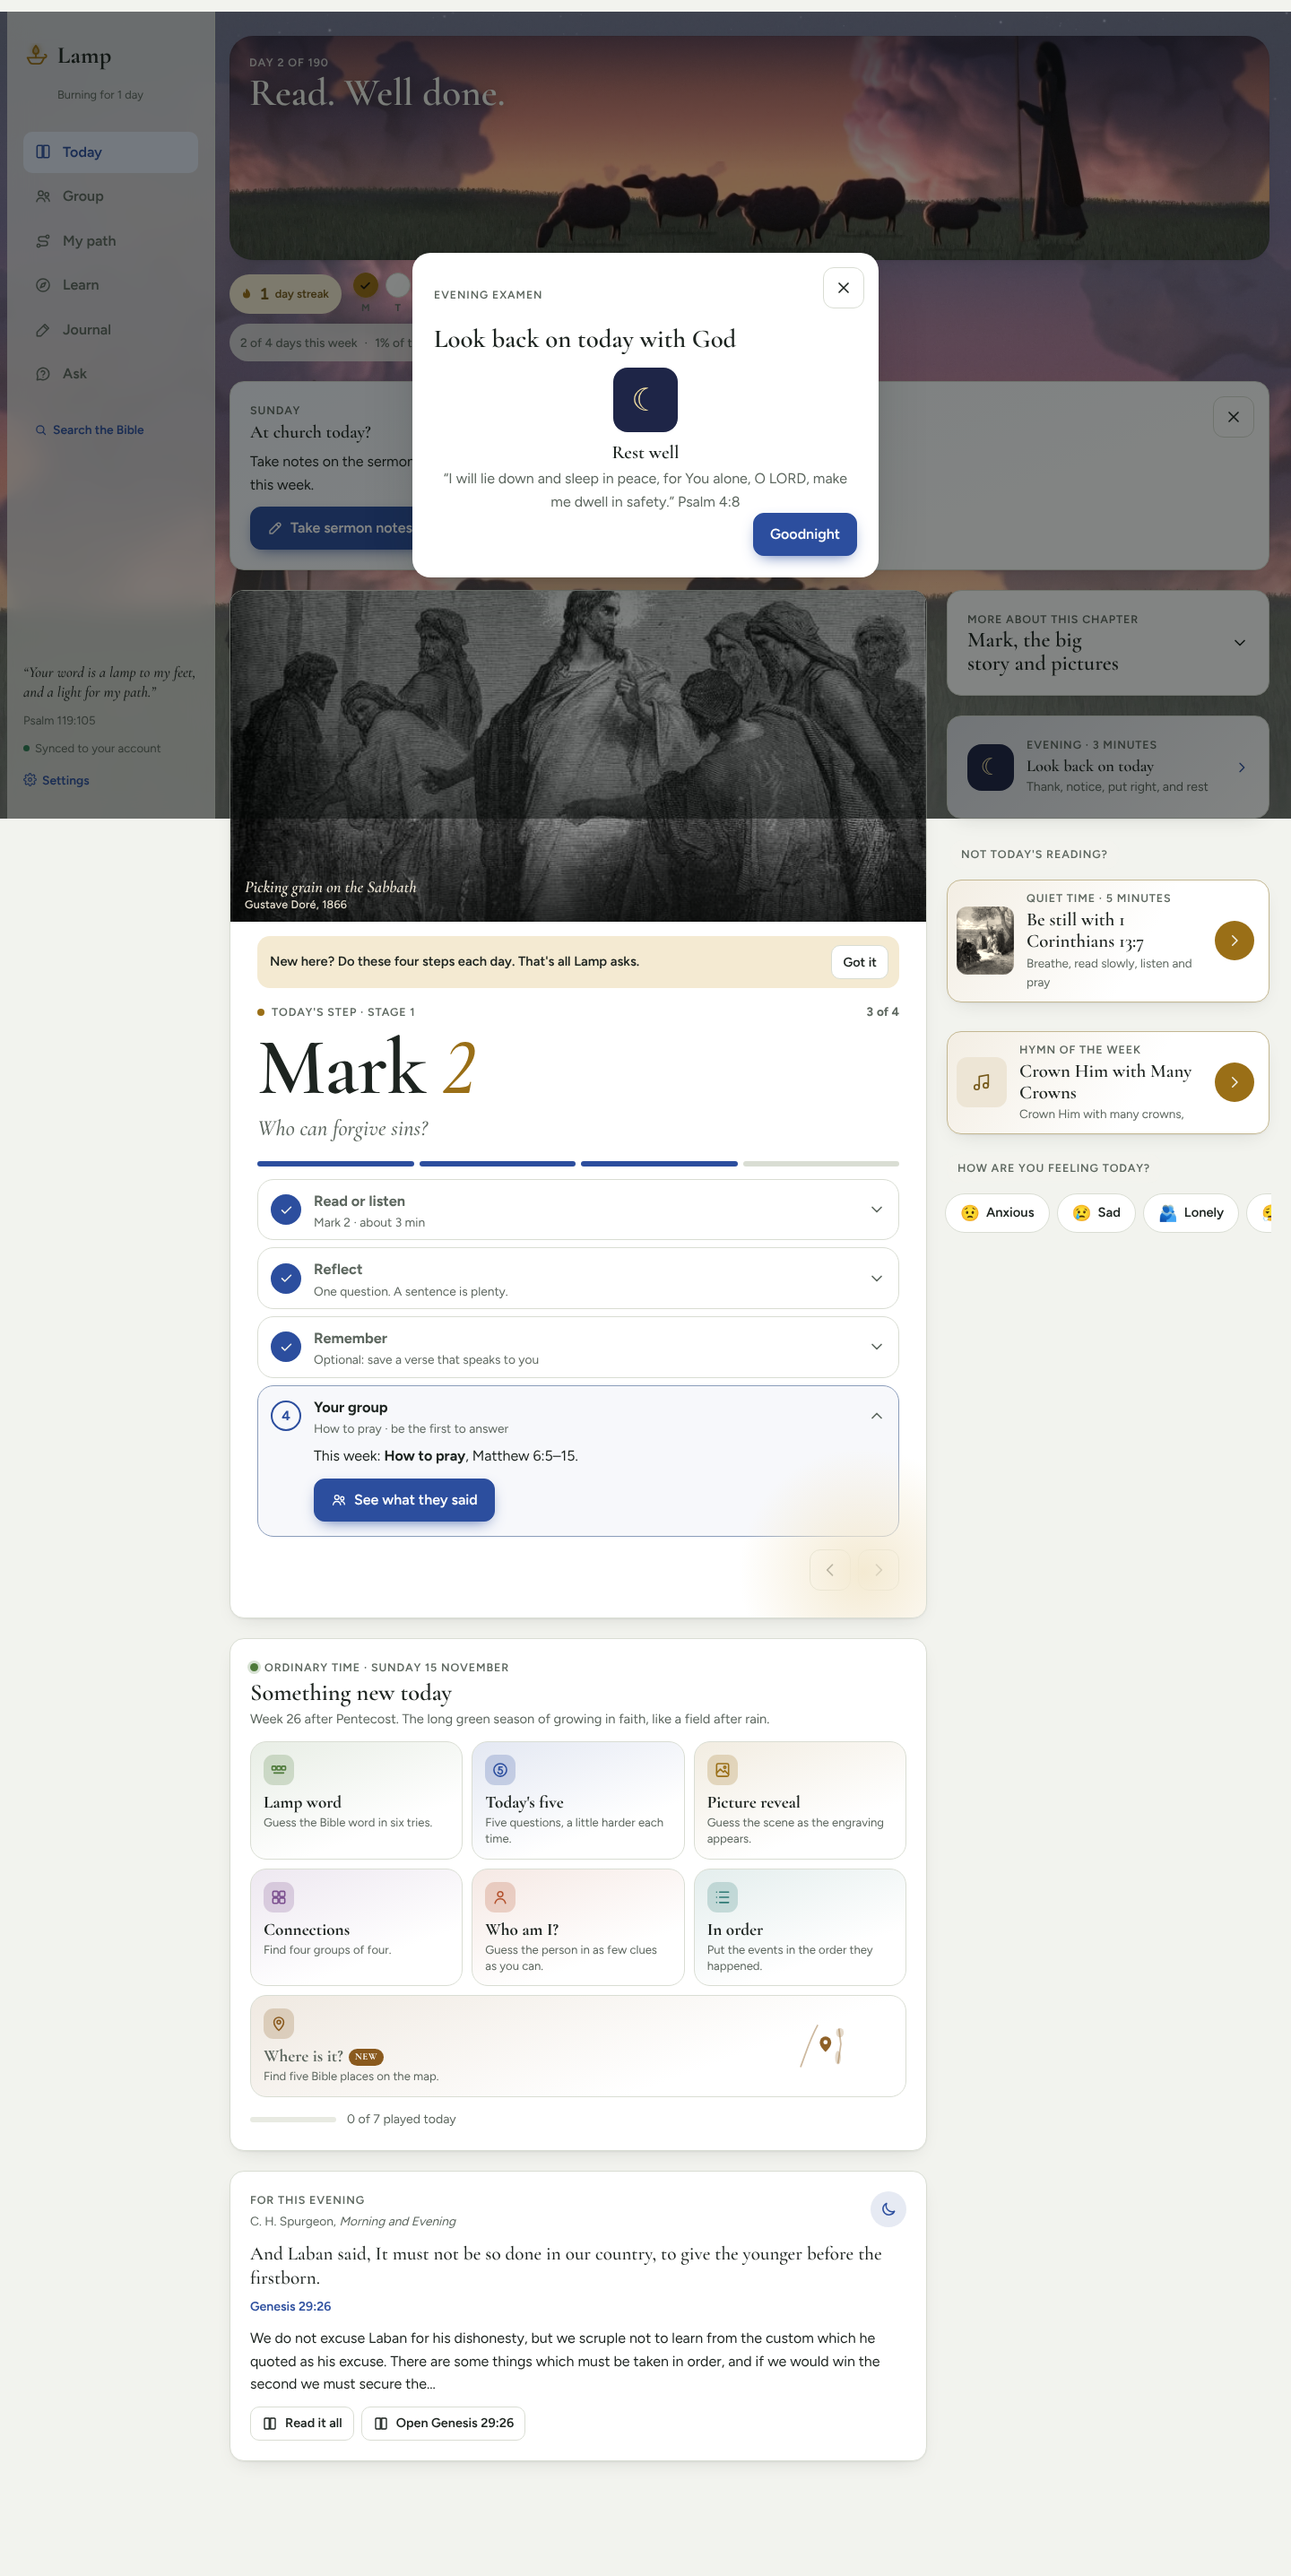 Lamp
Burning for 1 day
Today
Group
My path
Learn
Journal
Ask
Search the Bible
“Your word is a lamp to my feet,
and a light for my path.”
Psalm 119:105
Synced to your account
Settings
DAY 2 OF 190
Read. Well done.
1 day streak
M T
2 of 4 days this week · 1% of t
SUNDAY
At church today?
Take notes on the sermon
this week.
Take sermon notes
EVENING EXAMEN
Look back on today with God
Rest well
“I will lie down and sleep in peace, for You alone, O LORD, make
me dwell in safety.” Psalm 4:8
Goodnight
Picking grain on the Sabbath
Gustave Doré, 1866
New here? Do these four steps each day. That's all Lamp asks.
Got it
TODAY'S STEP · STAGE 1
3 of 4
Mark 2
Who can forgive sins?
Read or listen
Mark 2 · about 3 min
Reflect
One question. A sentence is plenty.
Remember
Optional: save a verse that speaks to you
4
Your group
How to pray · be the first to answer
This week: How to pray, Matthew 6:5–15.
See what they said
MORE ABOUT THIS CHAPTER
Mark, the big
story and pictures
EVENING · 3 MINUTES
Look back on today
Thank, notice, put right, and rest
NOT TODAY'S READING?
QUIET TIME · 5 MINUTES
Be still with 1
Corinthians 13:7
Breathe, read slowly, listen and
pray
HYMN OF THE WEEK
Crown Him with Many
Crowns
Crown Him with many crowns,
HOW ARE YOU FEELING TODAY?
Anxious
Sad
Lonely
ORDINARY TIME · SUNDAY 15 NOVEMBER
Something new today
Week 26 after Pentecost. The long green season of growing in faith, like a field after rain.
Lamp word
Guess the Bible word in six tries.
5
Today's five
Five questions, a little harder each
time.
Picture reveal
Guess the scene as the engraving
appears.
Connections
Find four groups of four.
Who am I?
Guess the person in as few clues
as you can.
In order
Put the events in the order they
happened.
Where is it? NEW
Find five Bible places on the map.
0 of 7 played today
FOR THIS EVENING
C. H. Spurgeon, Morning and Evening
And Laban said, It must not be so done in our country, to give the younger before the
firstborn.
Genesis 29:26
We do not excuse Laban for his dishonesty, but we scruple not to learn from the custom which he
quoted as his excuse. There are some things which must be taken in order, and if we would win the
second we must secure the…
Read it all
Open Genesis 29:26